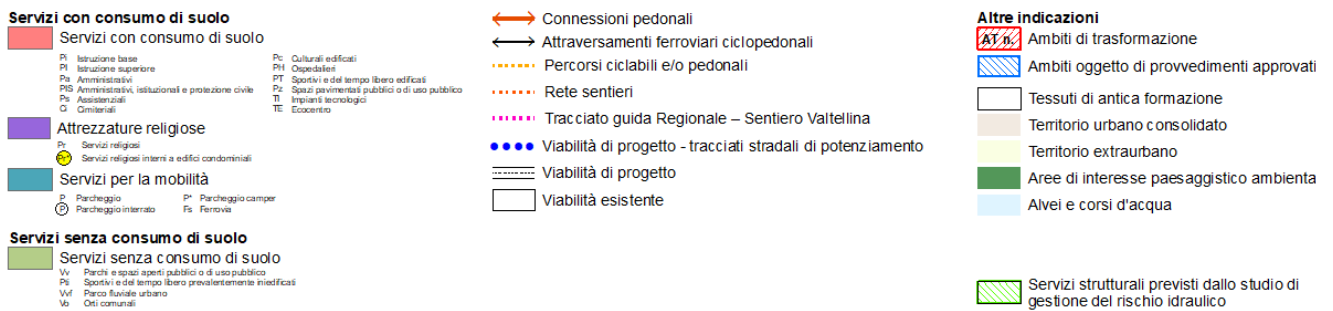 Servizi con consumo di suolo
Servizi con consumo di suolo
Pi Istruzione base
PI Istruzione superiore
Pa Amministrativi
PIS Amministrativi, istituzionali e protezione civile
Ps Assistenziali
Ci Cimiteriali
Pc Culturali edificati
PH Ospedalieri
PT Sportivi e del tempo libero edificati
Pz Spazi pavimentati pubblici o di uso pubblico
TI Impianti tecnologici
TE Ecocentro
Attrezzature religiose
Pr Servizi religiosi
Pr* Servizi religiosi interni a edifici condominiali
Servizi per la mobilità
P Parcheggio
P Parcheggio interrato
P* Parcheggio camper
Fs Ferrovia
Servizi senza consumo di suolo
Servizi senza consumo di suolo
Vv Parchi e spazi aperti pubblici o di uso pubblico
Pti Sportivi e del tempo libero prevalentemente iniedificati
Vvf Parco fluviale urbano
Vo Orti comunali
Connessioni pedonali
Attraversamenti ferroviari ciclopedonali
Percorsi ciclabili e/o pedonali
Rete sentieri
Tracciato guida Regionale – Sentiero Valtellina
Viabilità di progetto - tracciati stradali di potenziamento
Viabilità di progetto
Viabilità esistente
Altre indicazioni
AT n. Ambiti di trasformazione
Ambiti oggetto di provvedimenti approvati
Tessuti di antica formazione
Territorio urbano consolidato
Territorio extraurbano
Aree di interesse paesaggistico ambienta
Alvei e corsi d'acqua
Servizi strutturali previsti dallo studio di
gestione del rischio idraulico